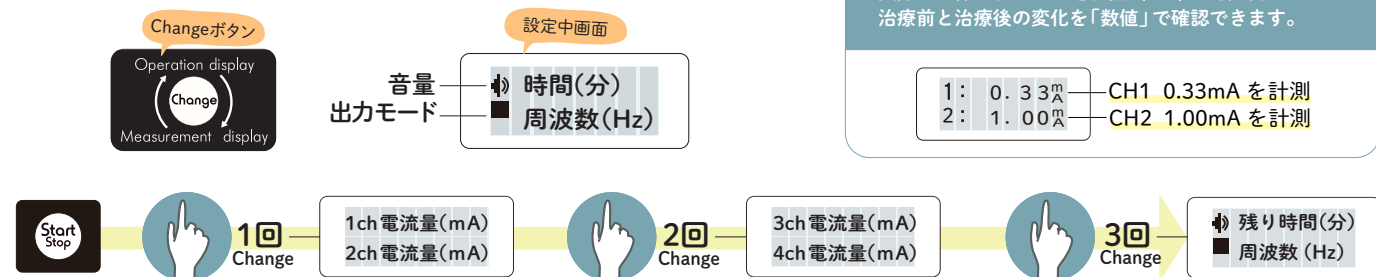 Changeボタン
Operation display
Change
Measurement display
設定中画面
音量
時間(分)
出力モード
周波数(Hz)
治療前と治療後の変化を「数値」で確認できます。
1: 0.33mA
CH1 0.33mA を計測
2: 1.00mA
CH2 1.00mA を計測
Start
Stop
1回
Change
1ch電流量(mA)
2ch電流量(mA)
2回
Change
3ch電流量(mA)
4ch電流量(mA)
3回
Change
残り時間(分)
周波数(Hz)